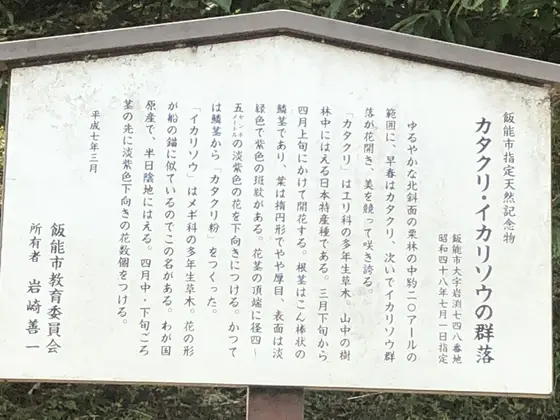 飯能市指定天然記念物
カタクリ・イカリソウの群落
飯能市大字岩渕七四八番地
昭和四十八年七月一日指定
ゆるやかな北斜面の栗林の中約二〇アールの
範囲に、早春はカタクリ、次いでイカリソウ群
落が花開き、美を競って咲き誇る。
「カタクリ」はユリ科の多年生草木。山中の樹
林中にはえる日本特産種である。三月下旬から
四月上旬にかけて開花する。根茎はこん棒状の
鱗茎であり、葉は楕円形でやや厚目、表面は淡
緑色で紫色の斑紋がある。花茎の頂端に径四〜
五センチメートルの淡紫色の花を下向きにつける。かつて
は鱗茎から「カタクリ粉」をつくった。
「イカリソウ」はメギ科の多年生草木。花の形
が船の錨に似ているのでこの名がある。わが国
原産で、半日陰地にはえる。四月中・下旬ごろ
茎の先に淡紫色下向きの花数個をつける。
平成七年三月
飯能市教育委員会
所有者 岩崎善一